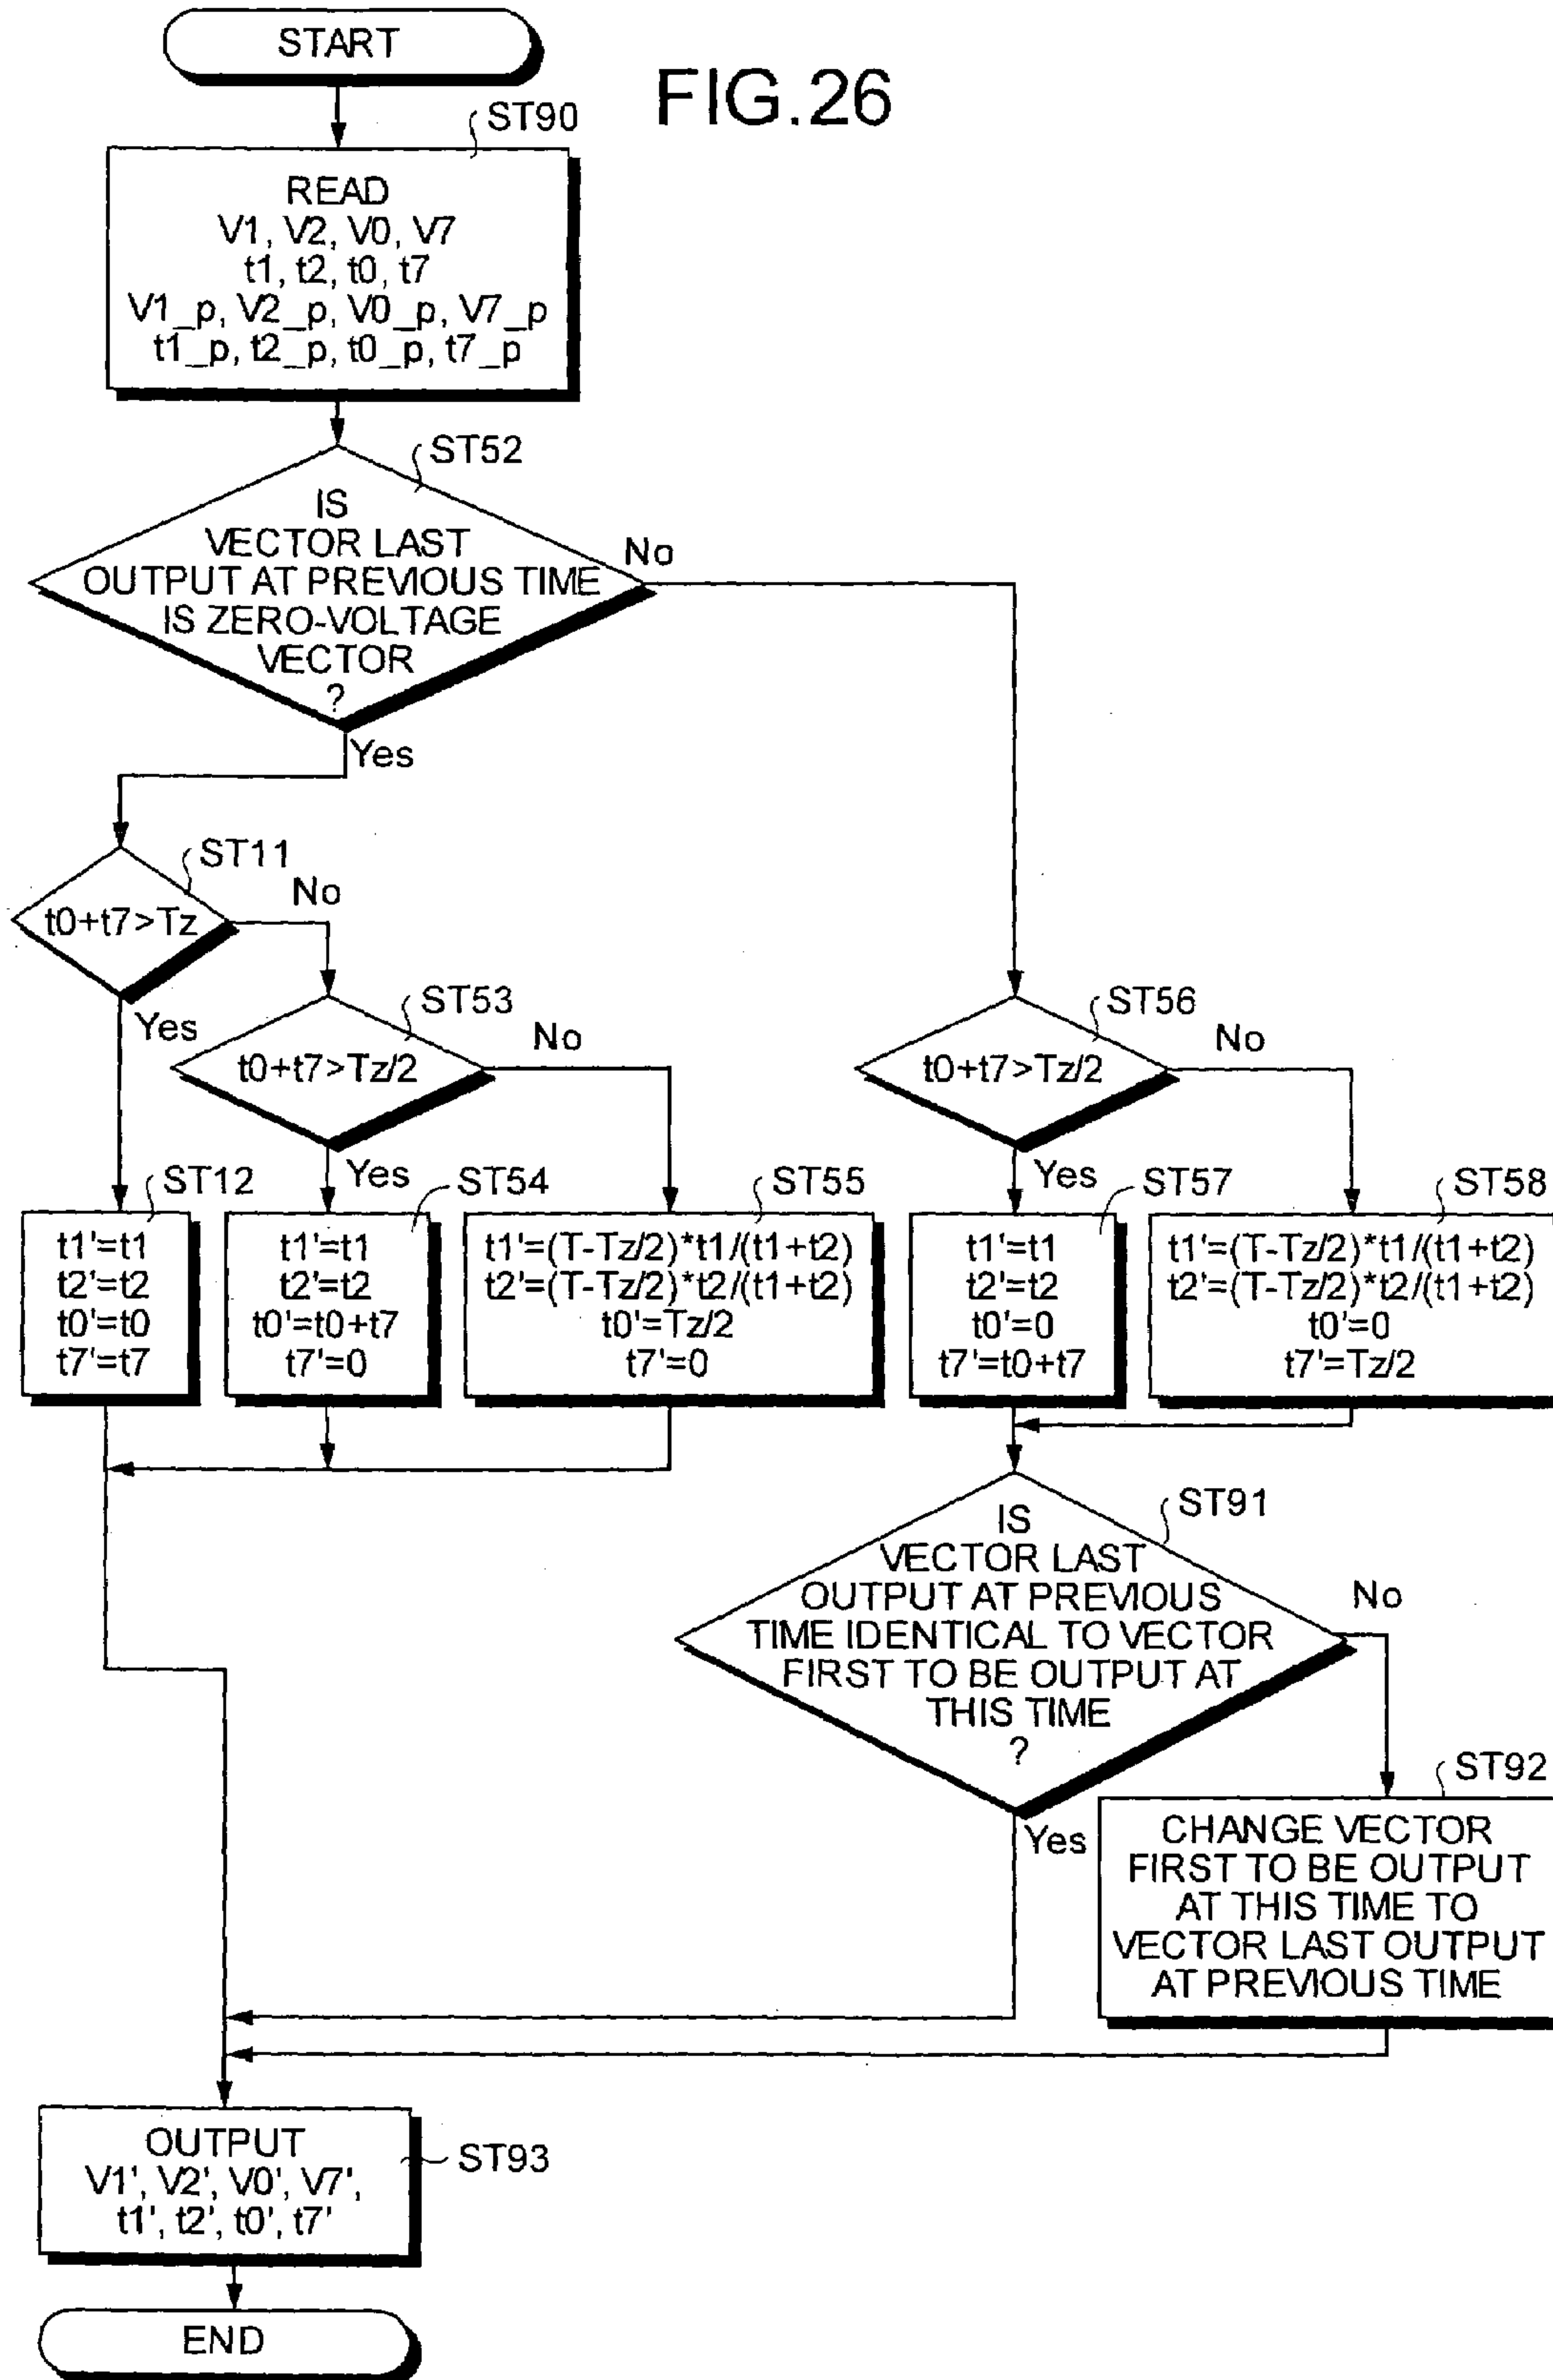 START
FIG.26
ST90
READ
V1, V2, V0, V7
t1, t2, t0, t7
V1_p, V2_p, V0_p, V7_p
t1_p, t2_p, t0_p, t7_p
ST52
IS
VECTOR LAST
OUTPUT AT PREVIOUS TIME
IS ZERO-VOLTAGE
VECTOR
?
No
Yes
ST11
t0+t7>Tz
No
Yes
ST53
t0+t7>Tz/2
No
Yes
ST56
t0+t7>Tz/2
No
Yes
ST12
t1'=t1
t2'=t2
t0'=t0
t7'=t7
ST54
t1'=t1
t2'=t2
t0'=t0+t7
t7'=0
ST55
t1'=(T-Tz/2)*t1/(t1+t2)
t2'=(T-Tz/2)*t2/(t1+t2)
t0'=Tz/2
t7'=0
ST57
t1'=t1
t2'=t2
t0'=0
t7'=t0+t7
ST58
t1'=(T-Tz/2)*t1/(t1+t2)
t2'=(T-Tz/2)*t2/(t1+t2)
t0'=0
t7'=Tz/2
ST91
IS
VECTOR LAST
OUTPUT AT PREVIOUS
TIME IDENTICAL TO VECTOR
FIRST TO BE OUTPUT AT
THIS TIME
?
No
Yes
ST92
CHANGE VECTOR
FIRST TO BE OUTPUT
AT THIS TIME TO
VECTOR LAST OUTPUT
AT PREVIOUS TIME
OUTPUT
V1', V2', V0', V7',
t1', t2', t0', t7'
ST93
END